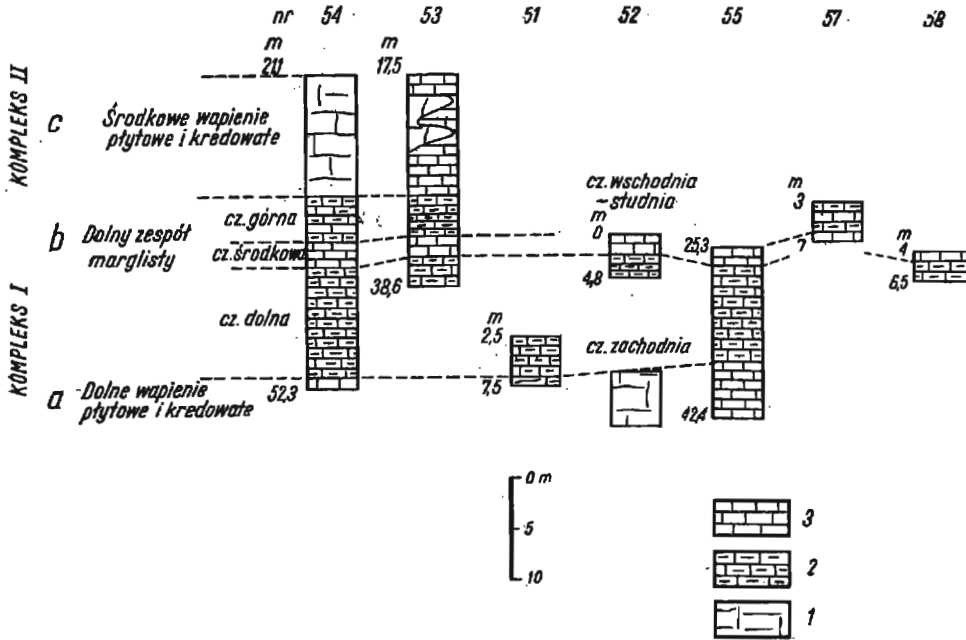 nr 54 53 51 52 55 57 58
m m
21,1 17,5
KOMPLEKS II
c Środkowe wapienie
płytowe i kredowate
cz. wschodnia
~studnia
m
3
cz. górna
m
0
b Dolny zespół
marglisty
25,3
7
m
4
cz. środkowa
38,6
4,8
6,5
KOMPLEKS I
cz. dolna
m
2,5
cz. zachodnia
a Dolne wapienie
płytowe i kredowate
52,3
7,5
42,4
0 m
5
10
3
2
1